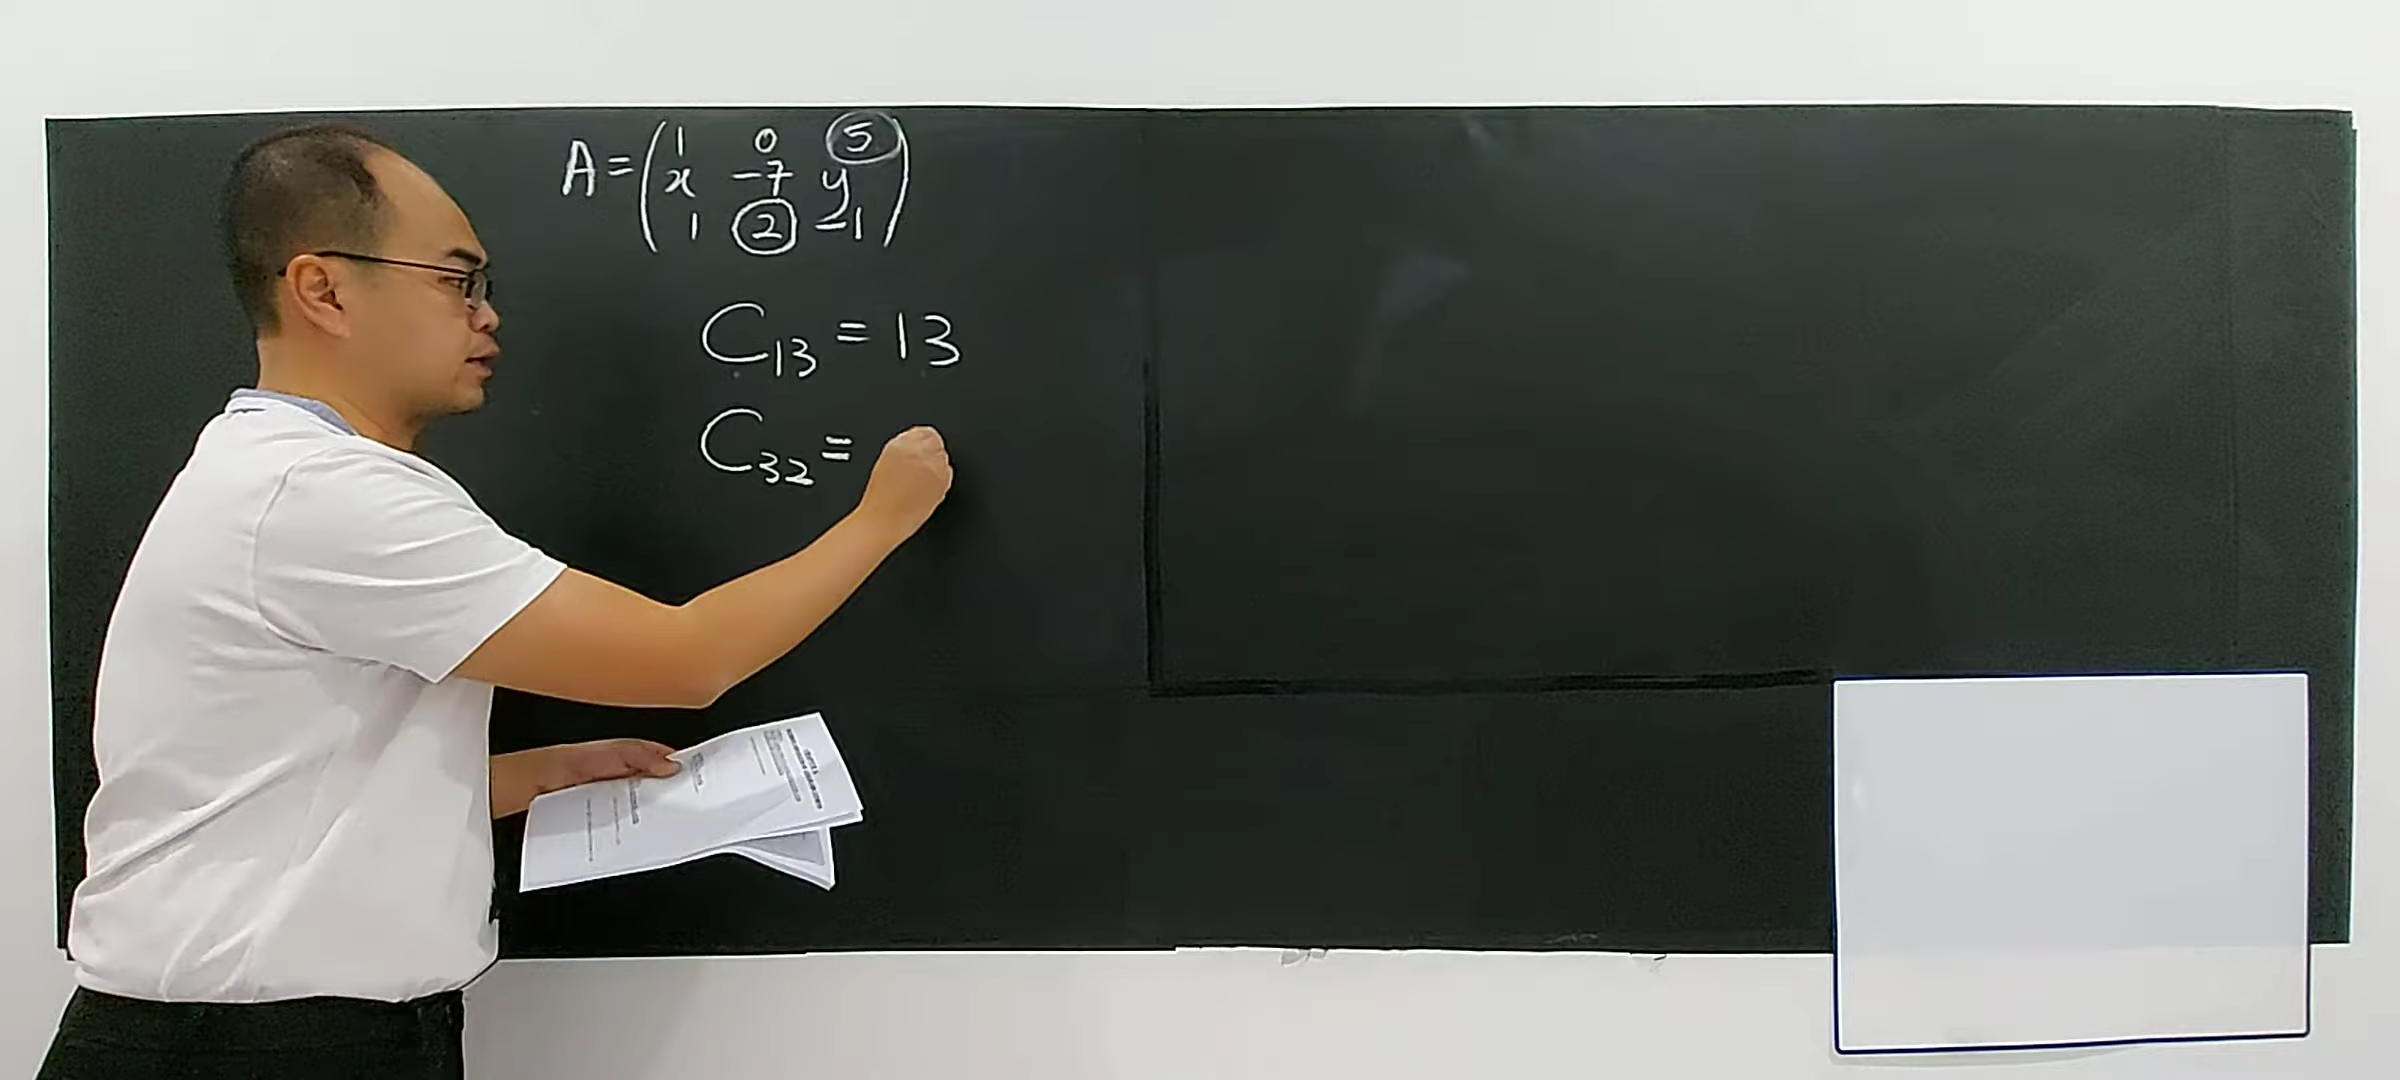 A = ( 1 0 5
x -7 y
1 2 -1 )
C13 = 13
C32 =